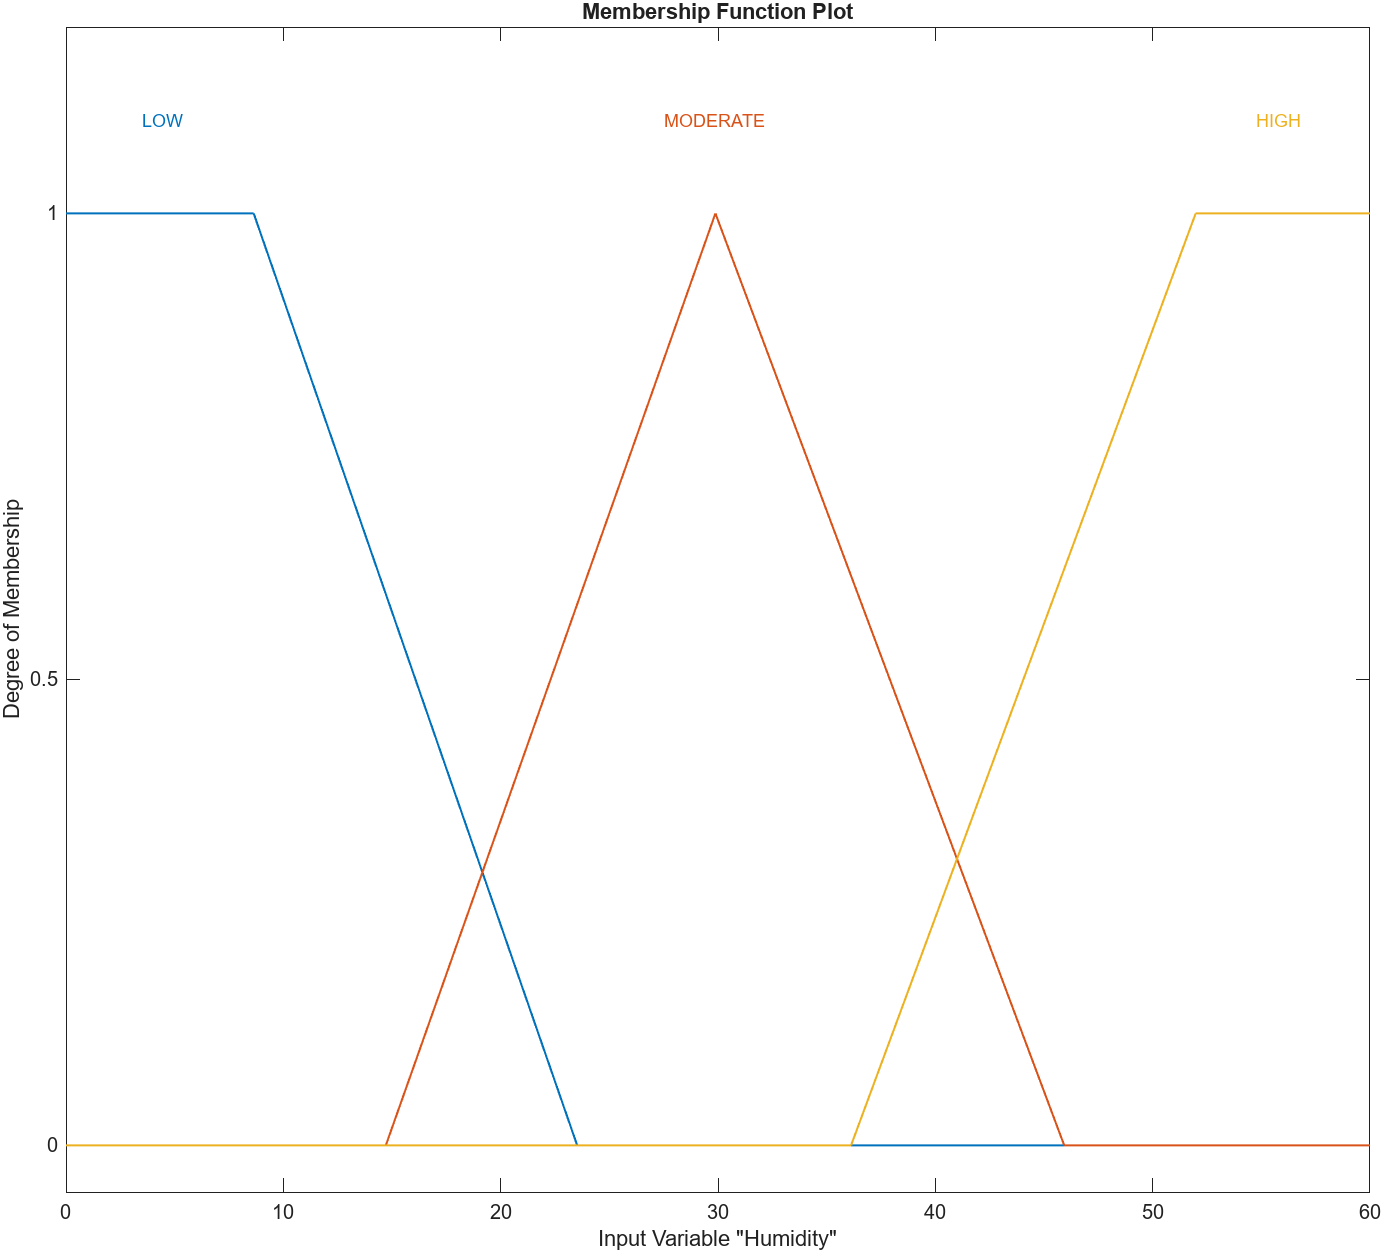 Membership Function Plot
LOW MODERATE HIGH
1
0.5
0
Degree of Membership
0 10 20 30 40 50 60
Input Variable "Humidity"